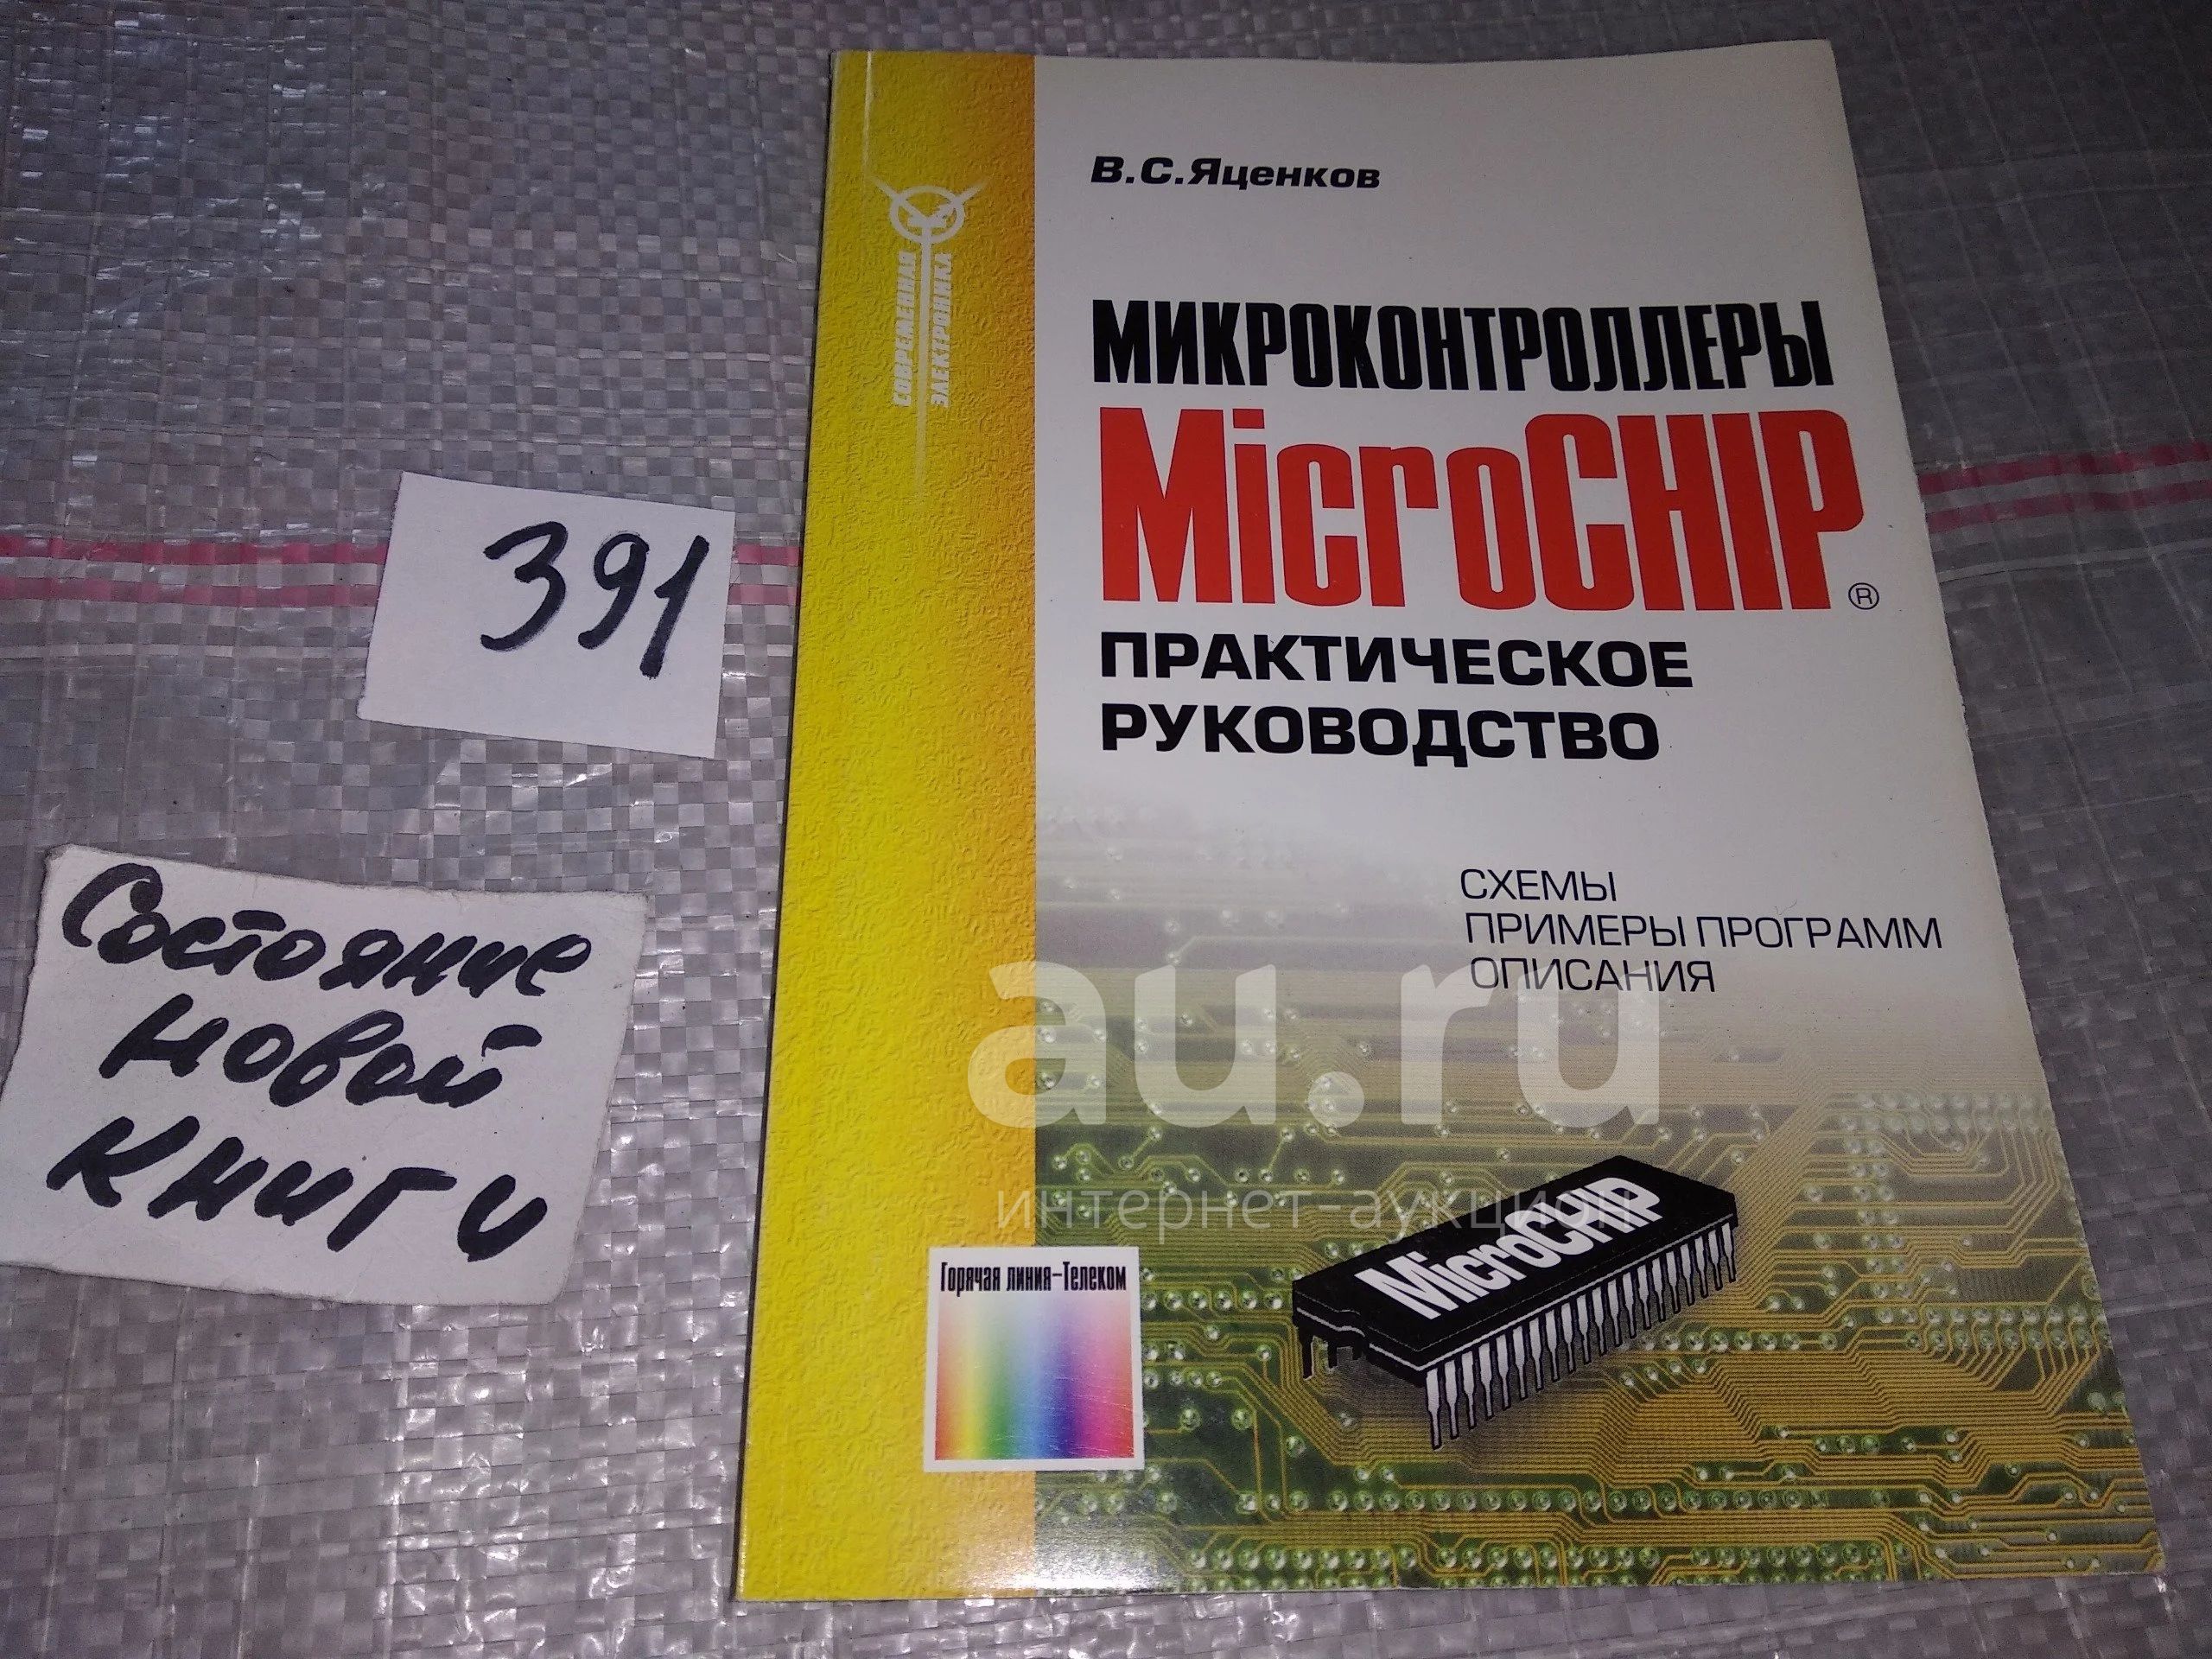 В.С.Яценков
СОВРЕМЕННАЯ
ЭЛЕКТРОНИКА
МИКРОКОНТРОЛЛЕРЫ
MicroCHIP®
ПРАКТИЧЕСКОЕ
РУКОВОДСТВО
СХЕМЫ
ПРИМЕРЫ ПРОГРАММ
ОПИСАНИЯ
391
Состояние
новой
книги
au.ru
интернет-аукцион
MicroCHIP
Горячая линия-Телеком